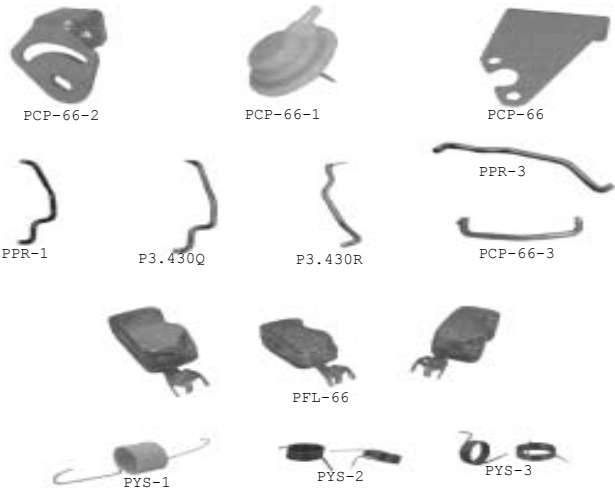 PCP-66-2
PCP-66-1
PCP-66
PPR-3
PPR-1
P3.430Q
P3.430R
PCP-66-3
PFL-66
PYS-1
PYS-2
PYS-3